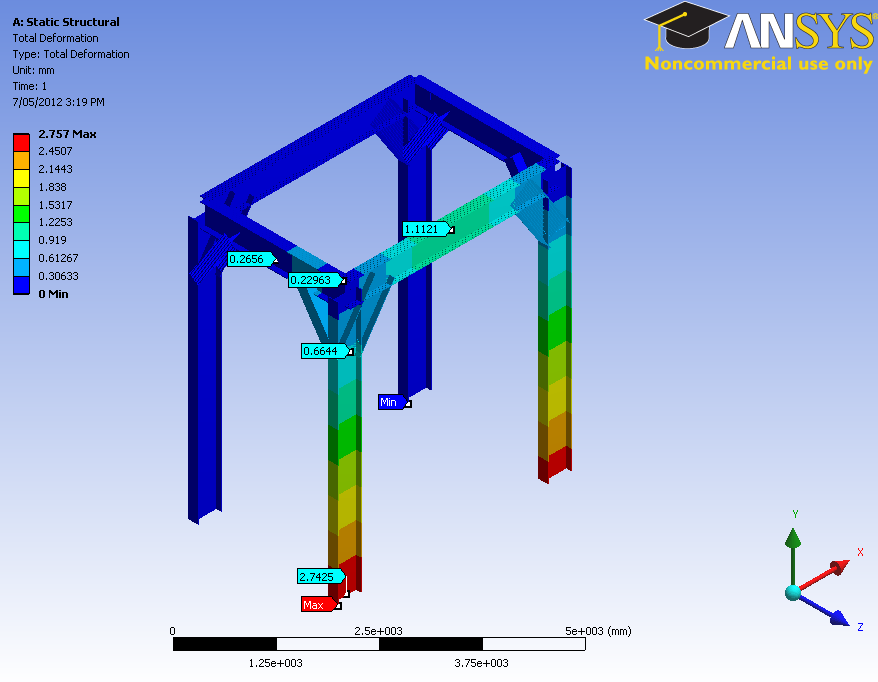 A: Static Structural
Total Deformation
Type: Total Deformation
Unit: mm
Time: 1
7/05/2012 3:19 PM
ANSYS
Noncommercial use only
2.757 Max
2.4507
2.1443
1.838
1.5317
1.2253
0.919
0.61267
0.30633
0 Min
1.1121
0.2656
0.22963
0.6644
Min
2.7425
Max
Y
X
Z
0
2.5e+003
5e+003 (mm)
1.25e+003
3.75e+003